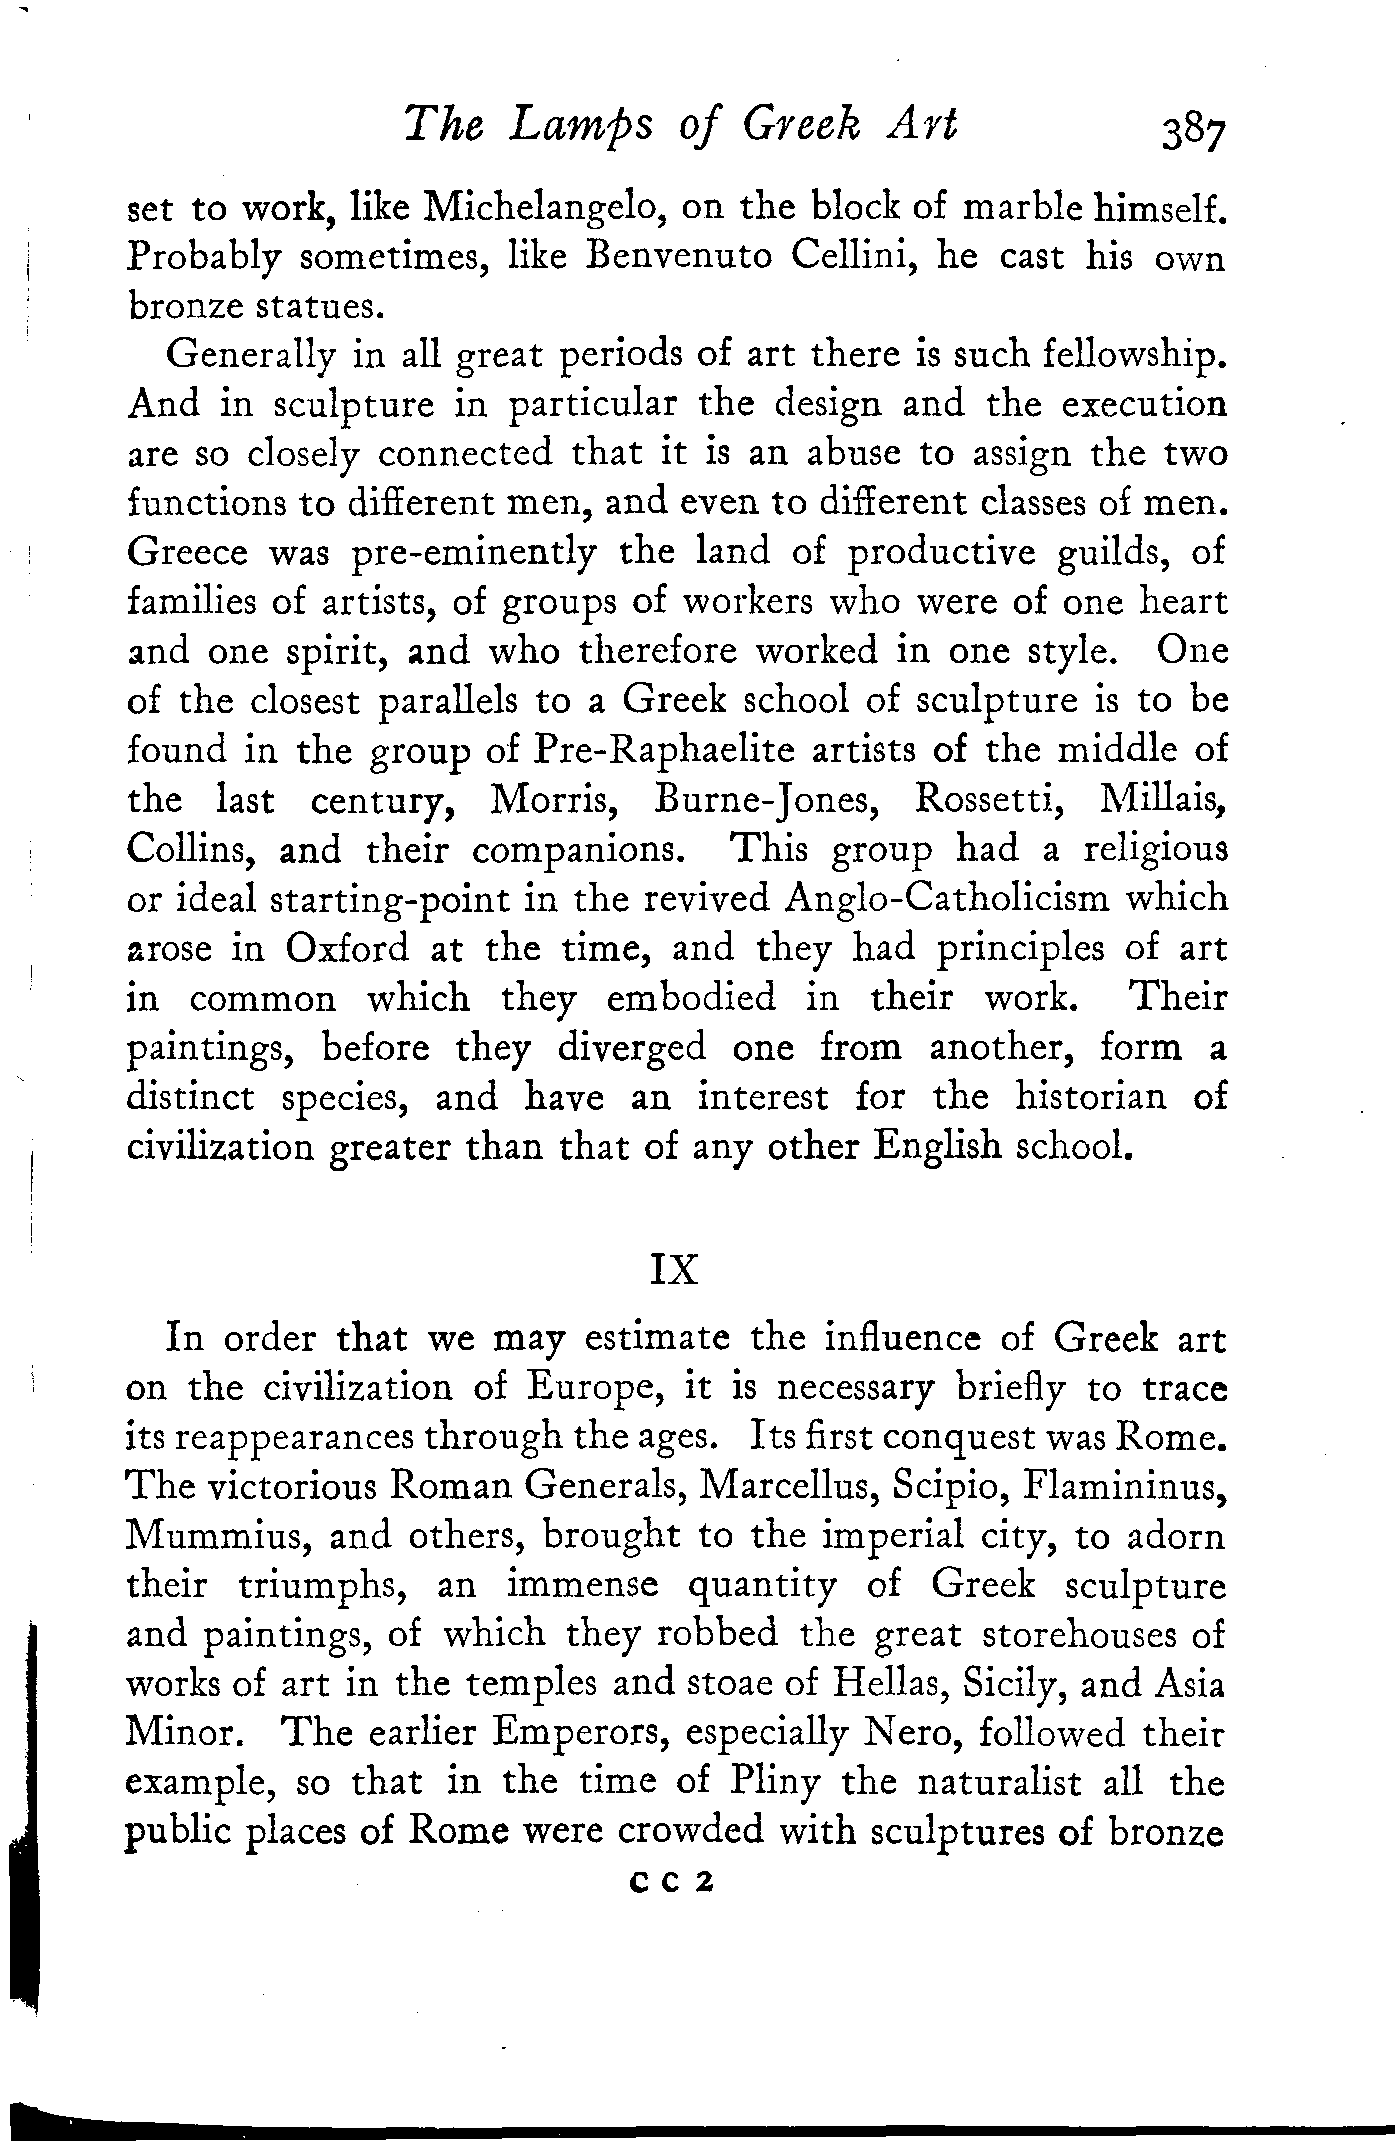 The Lamps of Greek Art 387
set to work, like Michelangelo, on the block of marble himself.
Probably sometimes, like Benvenuto Cellini, he cast his own
bronze statues.
Generally in all great periods of art there is such fellowship.
And in sculpture in particular the design and the execution
are so closely connected that it is an abuse to assign the two
functions to different men, and even to different classes of men.
Greece was pre-eminently the land of productive guilds, of
families of artists, of groups of workers who were of one heart
and one spirit, and who therefore worked in one style. One
of the closest parallels to a Greek school of sculpture is to be
found in the group of Pre-Raphaelite artists of the middle of
the last century, Morris, Burne-Jones, Rossetti, Millais,
Collins, and their companions. This group had a religious
or ideal starting-point in the revived Anglo-Catholicism which
arose in Oxford at the time, and they had principles of art
in common which they embodied in their work. Their
paintings, before they diverged one from another, form a
distinct species, and have an interest for the historian of
civilization greater than that of any other English school.
IX
In order that we may estimate the influence of Greek art
on the civilization of Europe, it is necessary briefly to trace
its reappearances through the ages. Its first conquest was Rome.
The victorious Roman Generals, Marcellus, Scipio, Flamininus,
Mummius, and others, brought to the imperial city, to adorn
their triumphs, an immense quantity of Greek sculpture
and paintings, of which they robbed the great storehouses of
works of art in the temples and stoae of Hellas, Sicily, and Asia
Minor. The earlier Emperors, especially Nero, followed their
example, so that in the time of Pliny the naturalist all the
public places of Rome were crowded with sculptures of bronze
C C 2